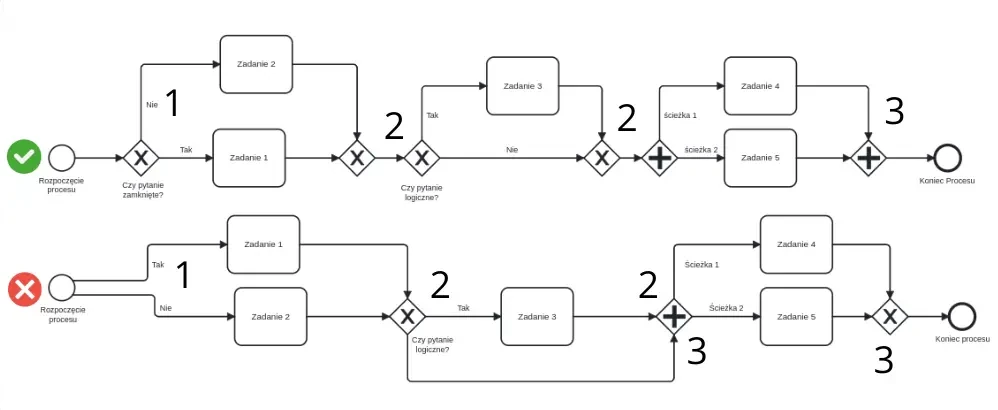 Zadanie 2
Nie
1
Zadanie 3
Tak
2
2
Zadanie 4
ścieżka 1
3
Rozpoczęcie
procesu
Czy pytanie
zamknięte?
Tak
Zadanie 1
Czy pytanie
logiczne?
Nie
ścieżka 2
Zadanie 5
Koniec Procesu
Zadanie 1
Tak
1
Rozpoczęcie
procesu
Nie
Zadanie 2
2
Czy pytanie
logiczne?
Tak
Zadanie 3
2
Ścieżka 1
Zadanie 4
3
Ścieżka 2
Zadanie 5
3
Koniec procesu